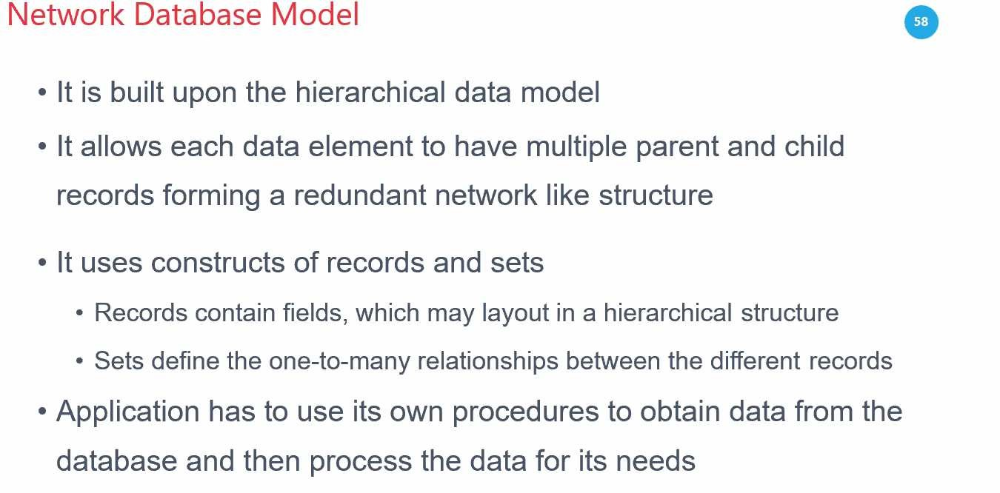 Network Database Model
58
• It is built upon the hierarchical data model
• It allows each data element to have multiple parent and child
records forming a redundant network like structure
• It uses constructs of records and sets
• Records contain fields, which may layout in a hierarchical structure
• Sets define the one-to-many relationships between the different records
• Application has to use its own procedures to obtain data from the
database and then process the data for its needs